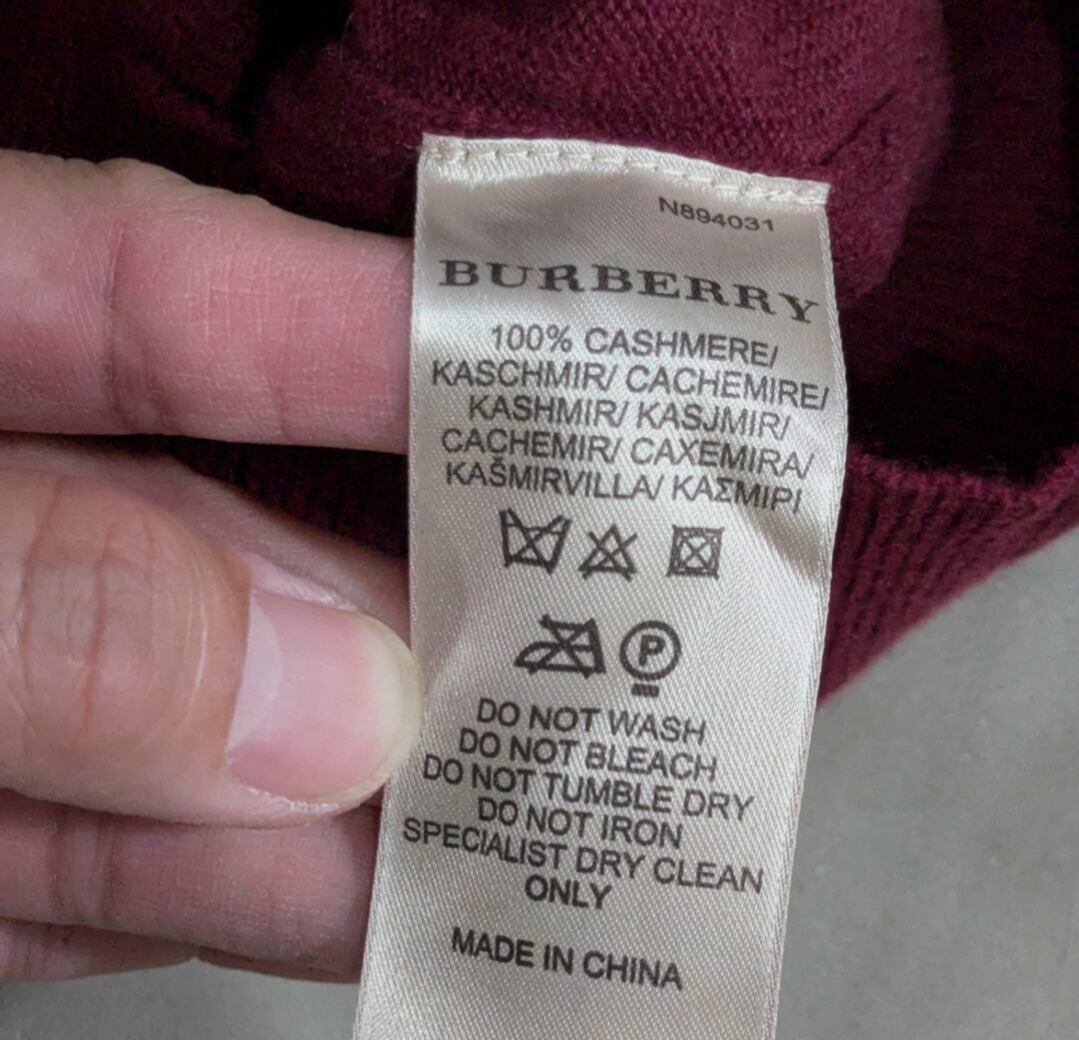 N894031
BURBERRY
100% CASHMERE/
KASCHMIR/ CACHEMIRE/
KASHMIR/ KASJMIR/
CACHEMIR/ CAXEMIRA/
KAŠMIRVILLA/ ΚΑΣΜΙΡΙ
P
DO NOT WASH
DO NOT BLEACH
DO NOT TUMBLE DRY
DO NOT IRON
SPECIALIST DRY CLEAN
ONLY
MADE IN CHINA